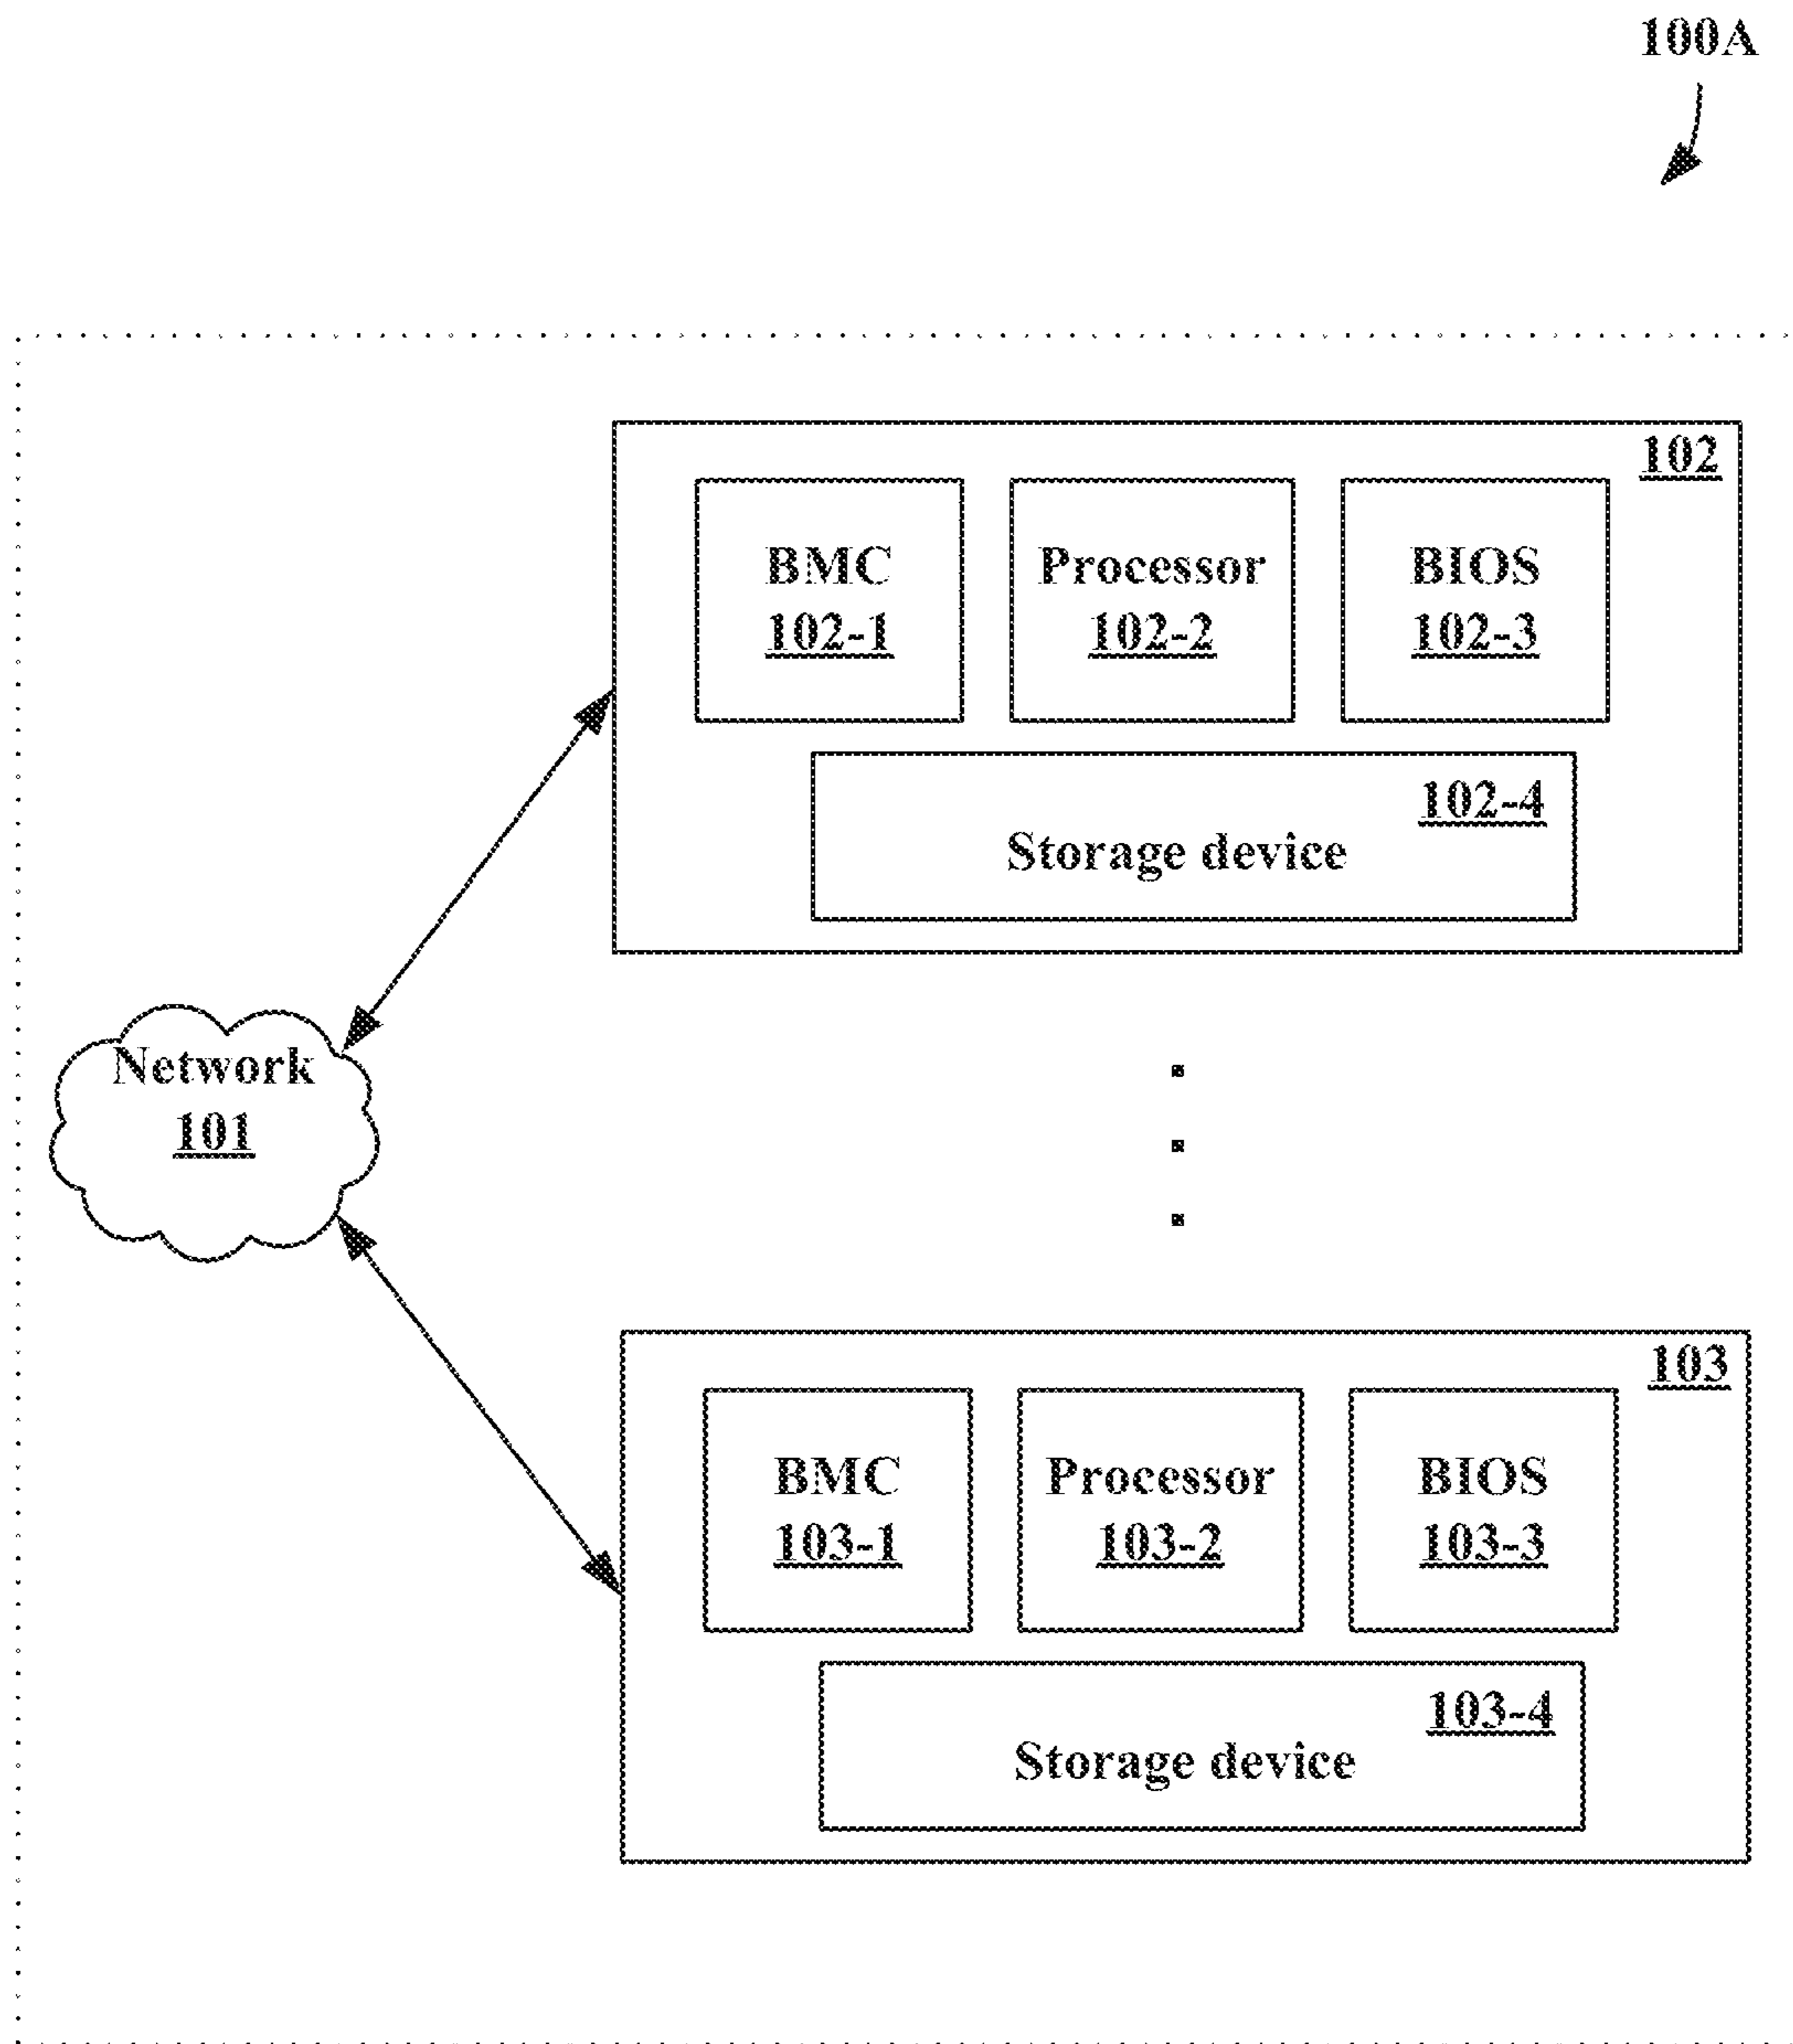 100A
102
BMC
102-1
Processor
102-2
BIOS
102-3
102-4
Storage device
Network
101
103
BMC
103-1
Processor
103-2
BIOS
103-3
103-4
Storage device